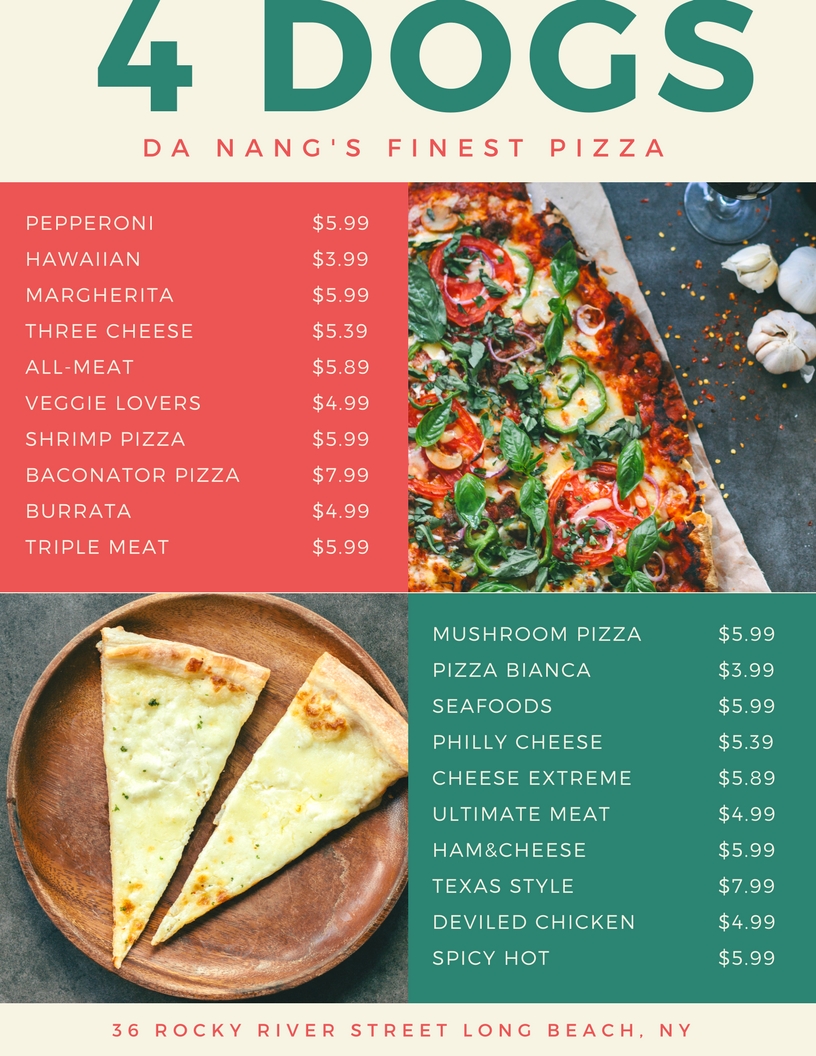 4 DOGS
DA NANG'S FINEST PIZZA
PEPPERONI $5.99
HAWAIIAN $3.99
MARGHERITA $5.99
THREE CHEESE $5.39
ALL-MEAT $5.89
VEGGIE LOVERS $4.99
SHRIMP PIZZA $5.99
BACONATOR PIZZA $7.99
BURRATA $4.99
TRIPLE MEAT $5.99
MUSHROOM PIZZA $5.99
PIZZA BIANCA $3.99
SEAFOODS $5.99
PHILLY CHEESE $5.39
CHEESE EXTREME $5.89
ULTIMATE MEAT $4.99
HAM&CHEESE $5.99
TEXAS STYLE $7.99
DEVILED CHICKEN $4.99
SPICY HOT $5.99
36 ROCKY RIVER STREET LONG BEACH, NY